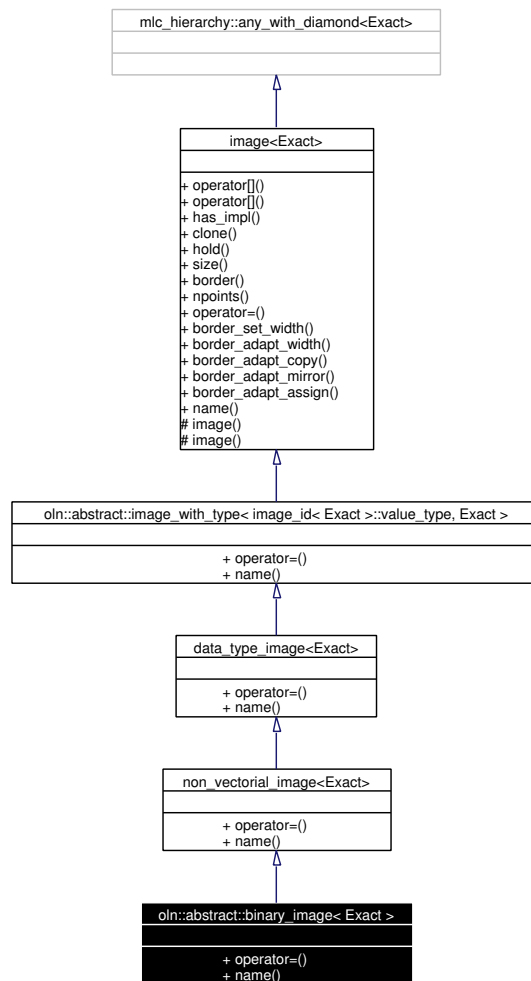 mlc_hierarchy::any_with_diamond<Exact>
image<Exact>
+ operator[]()
+ operator[]()
+ has_impl()
+ clone()
+ hold()
+ size()
+ border()
+ npoints()
+ operator=()
+ border_set_width()
+ border_adapt_width()
+ border_adapt_copy()
+ border_adapt_mirror()
+ border_adapt_assign()
+ name()
# image()
# image()
oln::abstract::image_with_type< image_id< Exact >::value_type, Exact >
+ operator=()
+ name()
data_type_image<Exact>
+ operator=()
+ name()
non_vectorial_image<Exact>
+ operator=()
+ name()
oln::abstract::binary_image< Exact >
+ operator=()
+ name()